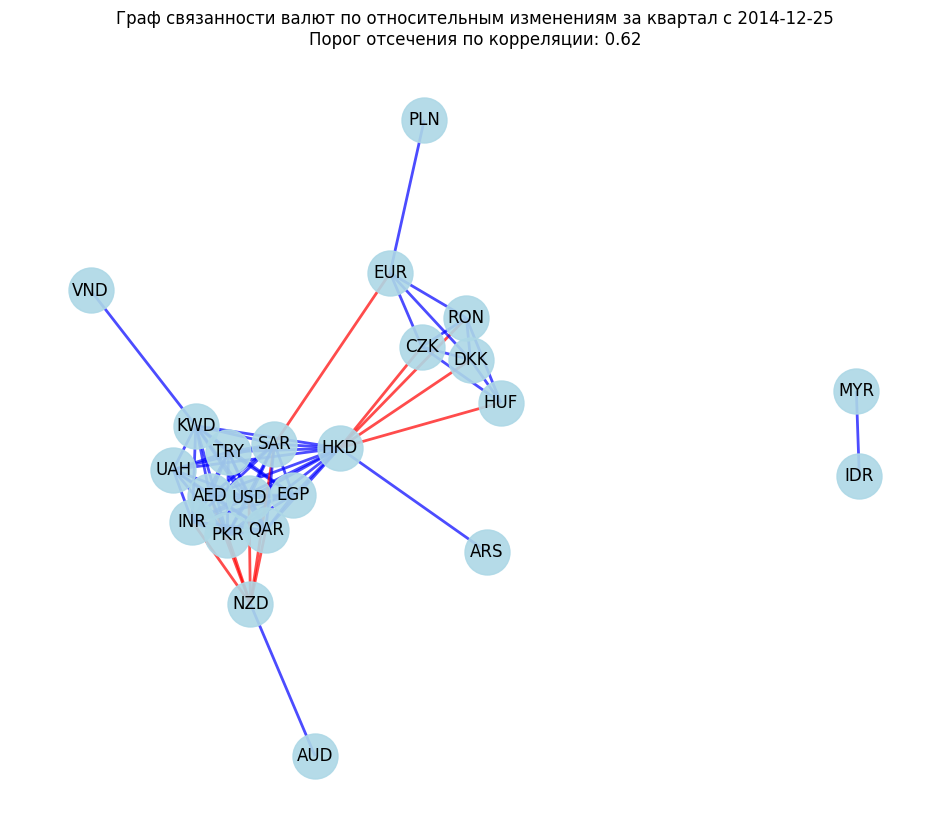 Граф связанности валют по относительным изменениям за квартал с 2014-12-25
Порог отсечения по корреляции: 0.62
PLN
EUR
VND
RON
CZK
DKK
MYR
HUF
KWD
TRY
SAR
HKD
UAH
IDR
AED
USD
EGP
INR
PKR
QAR
ARS
NZD
AUD